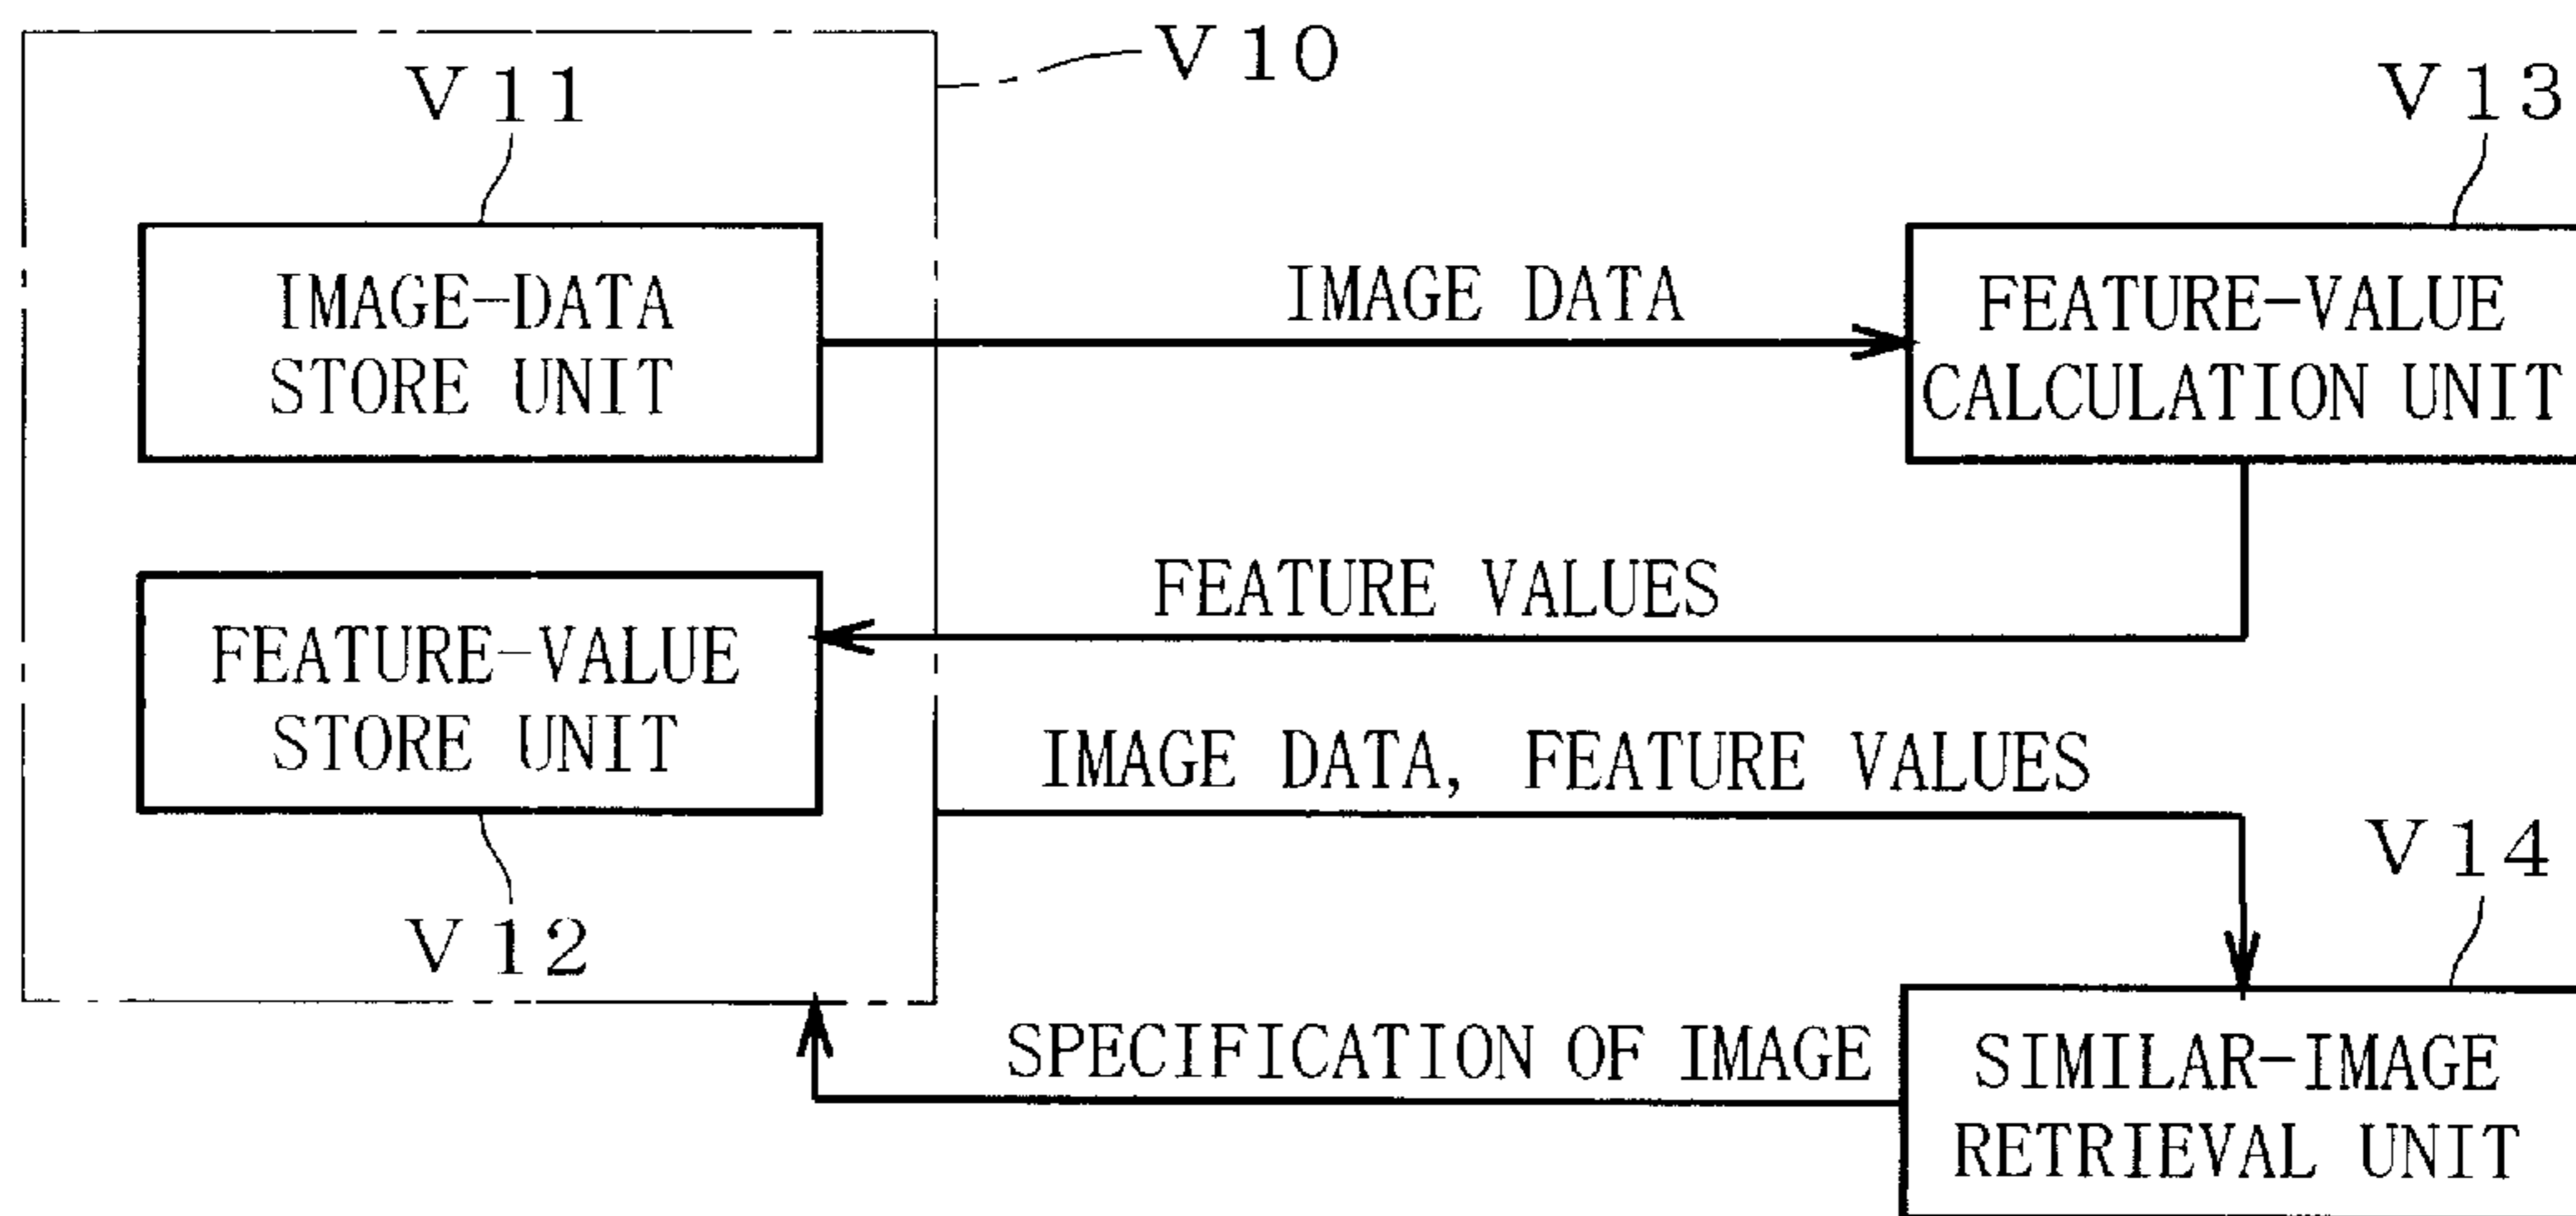 V10
V11
V13
IMAGE-DATA
STORE UNIT
IMAGE DATA
FEATURE-VALUE
CALCULATION UNIT
FEATURE VALUES
FEATURE-VALUE
STORE UNIT
IMAGE DATA, FEATURE VALUES
V12
V14
SPECIFICATION OF IMAGE
SIMILAR-IMAGE
RETRIEVAL UNIT